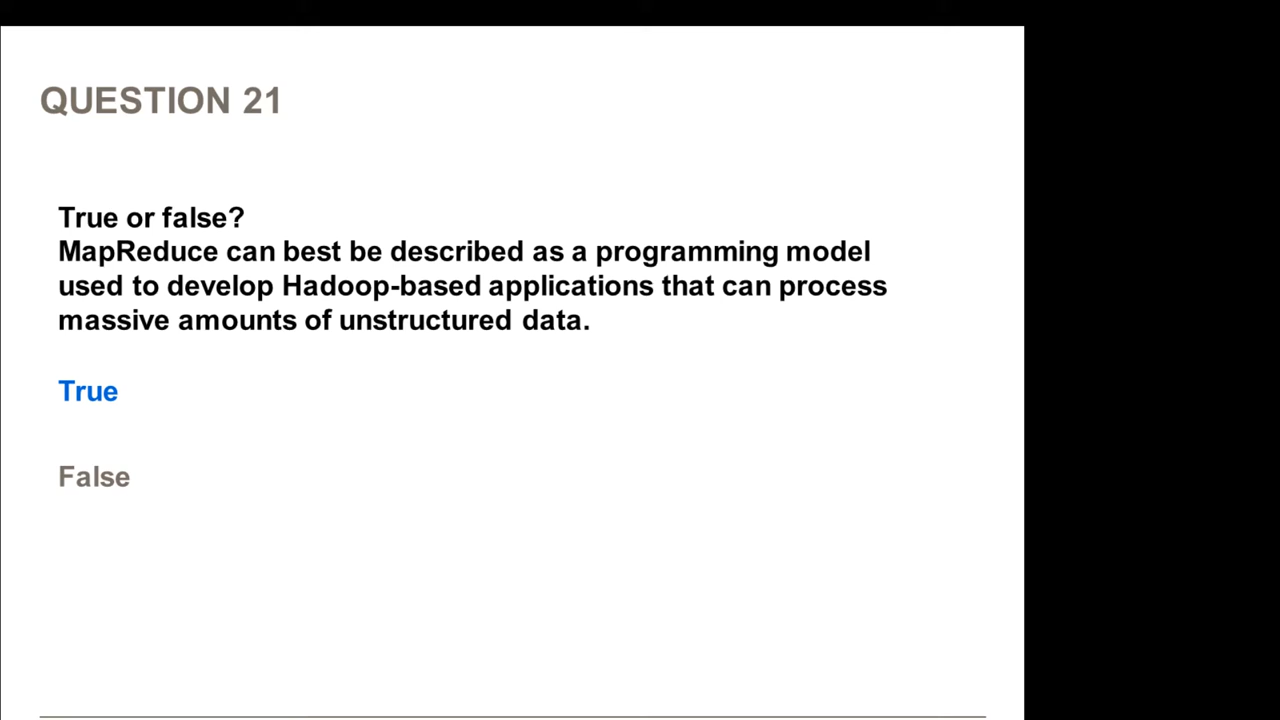 QUESTION 21
True or false?
MapReduce can best be described as a programming model
used to develop Hadoop-based applications that can process
massive amounts of unstructured data.
True
False